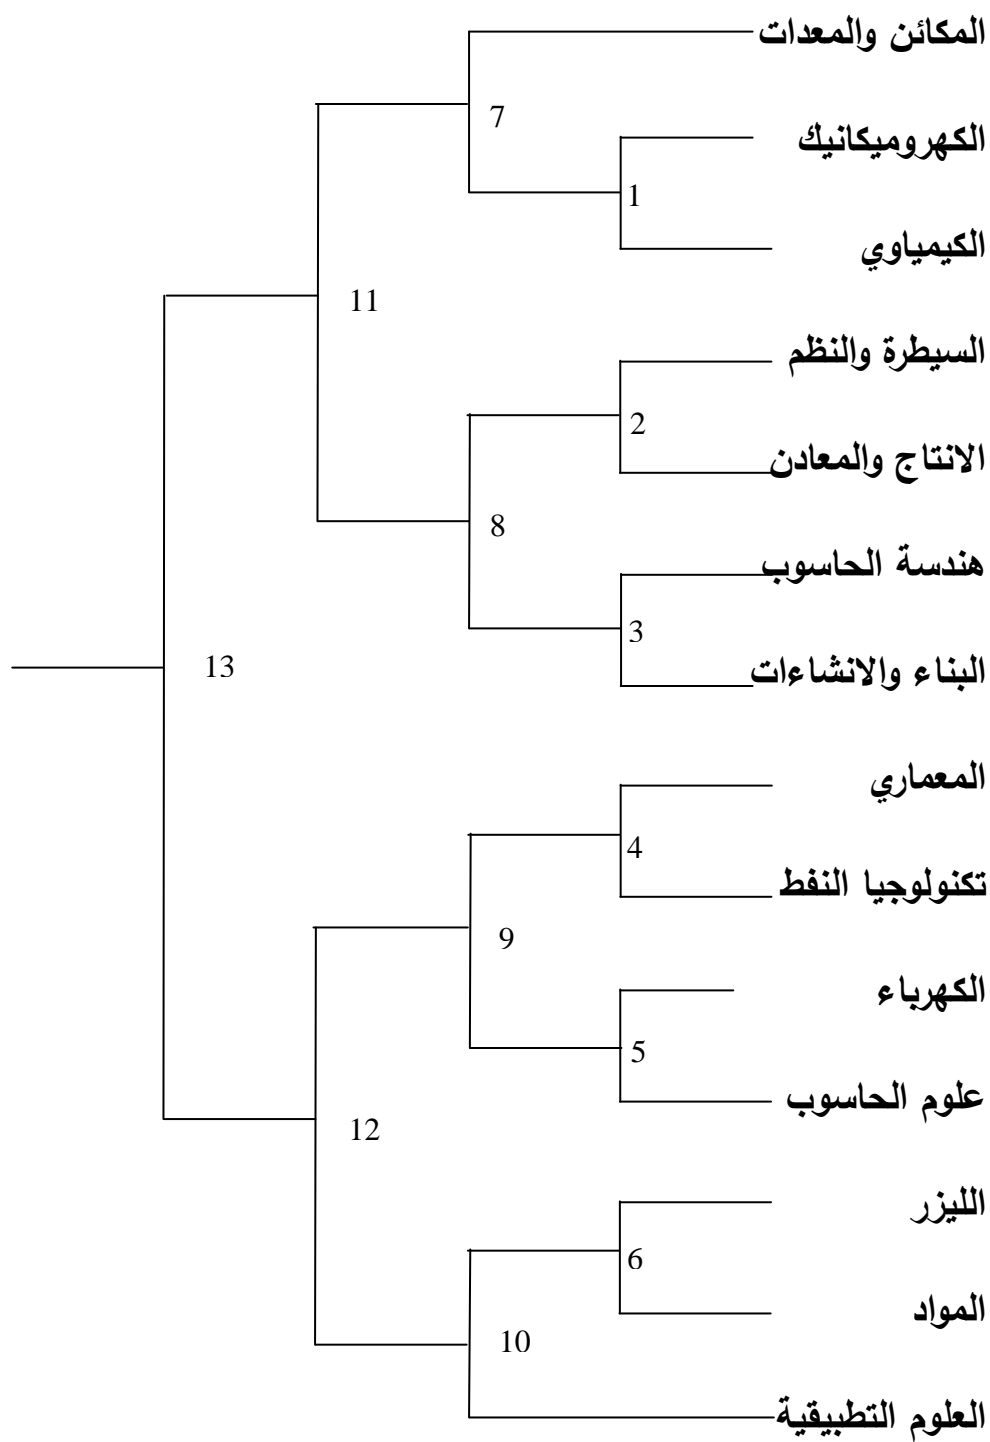 المكائن والمعدات
7
الكهروميكانيك
1
الكيمياوي
11
السيطرة والنظم
2
الانتاج والمعادن
8
هندسة الحاسوب
3
13
البناء والانشاءات
المعماري
4
تكنولوجيا النفط
9
الكهرباء
5
علوم الحاسوب
12
الليزر
6
المواد
10
العلوم التطبيقية